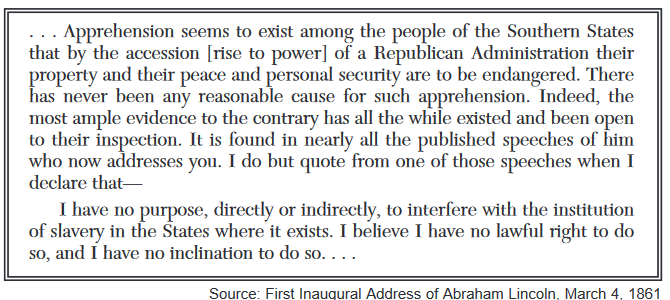 . . . Apprehension seems to exist among the people of the Southern States
that by the accession [rise to power] of a Republican Administration their
property and their peace and personal security are to be endangered. There
has never been any reasonable cause for such apprehension. Indeed, the
most ample evidence to the contrary has all the while existed and been open
to their inspection. It is found in nearly all the published speeches of him
who now addresses you. I do but quote from one of those speeches when I
declare that—
I have no purpose, directly or indirectly, to interfere with the institution
of slavery in the States where it exists. I believe I have no lawful right to do
so, and I have no inclination to do so. . . .
Source: First Inaugural Address of Abraham Lincoln, March 4, 1861